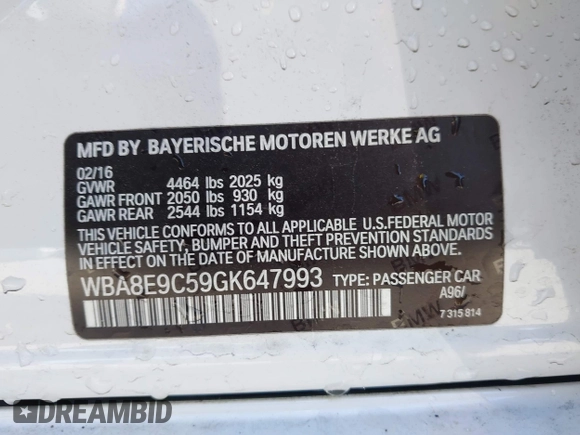 MFD BY BAYERISCHE MOTOREN WERKE AG
02/16
GVWR 4464 lbs 2025 kg
GAWR FRONT 2050 lbs 930 kg
GAWR REAR 2544 lbs 1154 kg
THIS VEHICLE CONFORMS TO ALL APPLICABLE U.S.FEDERAL MOTOR
VEHICLE SAFETY, BUMPER AND THEFT PREVENTION STANDARDS
IN EFFECT ON THE DATE OF MANUFACTURE SHOWN ABOVE.
WBA8E9C59GK647993 TYPE: PASSENGER CAR
A96/
7 315 814
DREAMBID